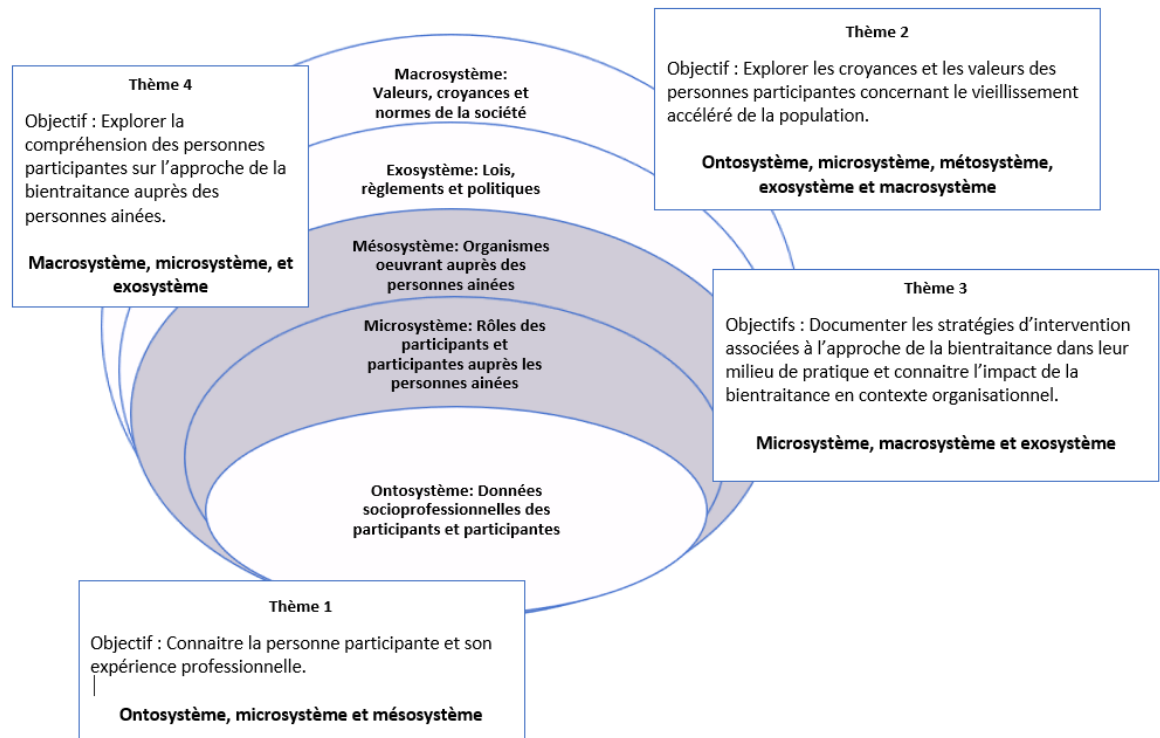 Thème 4
Objectif : Explorer la
compréhension des personnes
participantes sur l’approche de la
bientraitance auprès des
personnes ainées.
Macrosystème, microsystème, et
exosystème
Macrosystème:
Valeurs, croyances et
normes de la société
Exosystème: Lois,
règlements et politiques
Mésosystème: Organismes
oeuvrant auprès des
personnes ainées
Microsystème: Rôles des
participants et
participantes auprès les
personnes ainées
Ontosystème: Données
socioprofessionnelles des
participants et participantes
Thème 2
Objectif : Explorer les croyances et les valeurs des
personnes participantes concernant le vieillissement
accéléré de la population.
Ontosystème, microsystème, métosystème,
exosystème et macrosystème
Thème 3
Objectifs : Documenter les stratégies d’intervention
associées à l’approche de la bientraitance dans leur
milieu de pratique et connaitre l’impact de la
bientraitance en contexte organisationnel.
Microsystème, macrosystème et exosystème
Thème 1
Objectif : Connaitre la personne participante et son
expérience professionnelle.
Ontosystème, microsystème et mésosystème